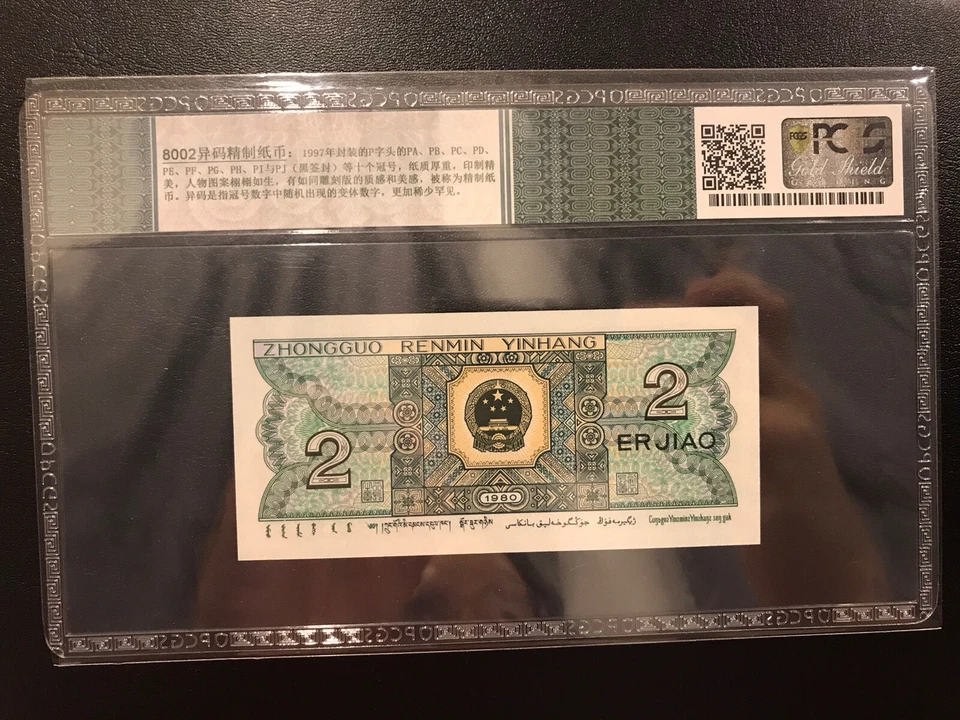 8002异码精制纸币：1997年封装的P字头的PA、PB、PC、PD、
PE、PF、PG、PH、PI与PJ（黑签封）等十个冠号，纸质厚重，印制精
美，人物图案栩栩如生，有如同雕刻版的质感和美感，被称为精制纸
币。异码是指冠号数字中随机出现的变体数字，更加稀少罕见。
PCGS
PCGS
Gold Shield
GRADING
ZHONGGUO RENMIN YINHANG
2
ERJIAO
2
1980